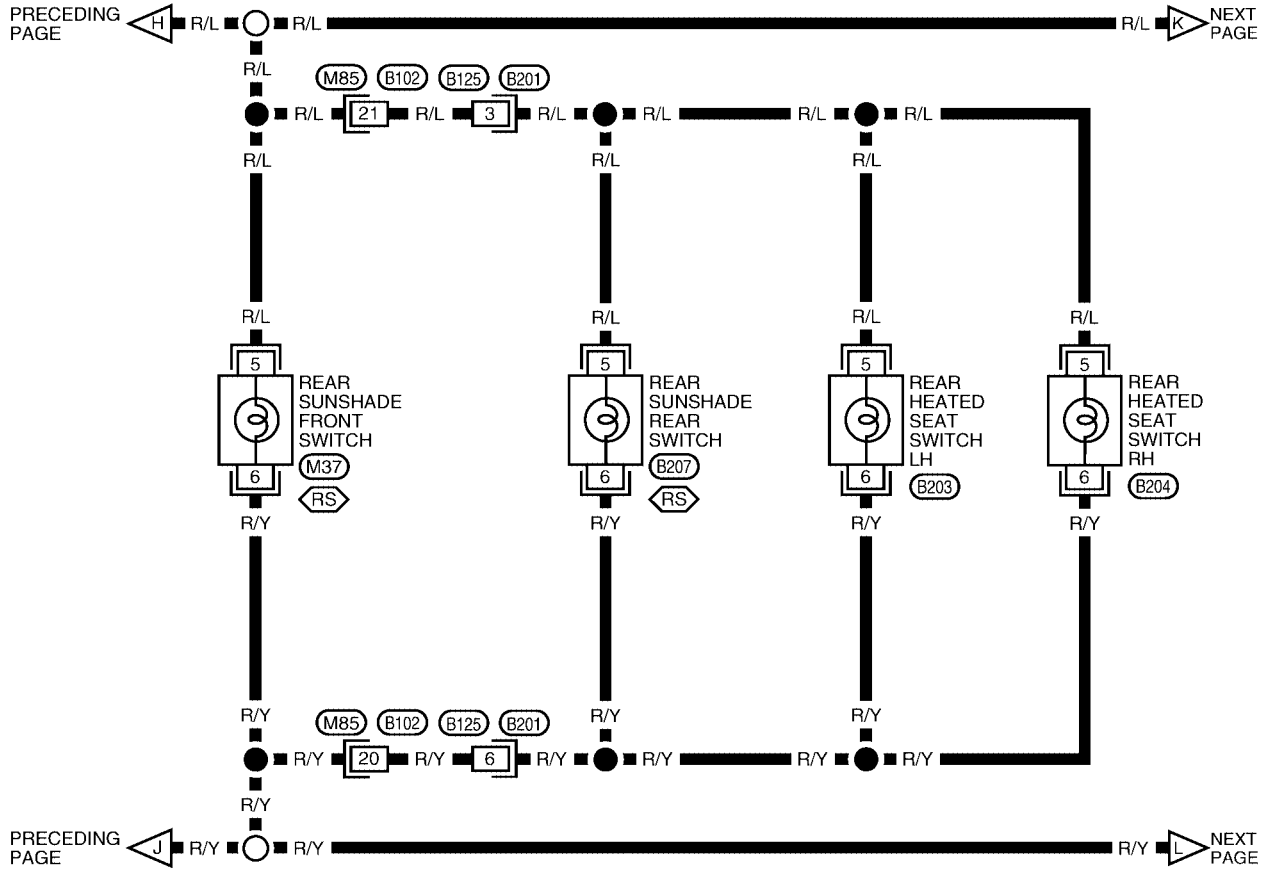 PRECEDING PAGE H R/L R/L R/L K NEXT PAGE
R/L
M85 B102 B125 B201
R/L 21 R/L 3 R/L R/L R/L R/L
R/L R/L R/L
R/L R/L R/L R/L
5 5 5 5
REAR SUNSHADE FRONT SWITCH
M37
RS
REAR SUNSHADE REAR SWITCH
B207
RS
REAR HEATED SEAT SWITCH LH
B203
REAR HEATED SEAT SWITCH RH
B204
6 6 6 6
R/Y R/Y R/Y R/Y
R/Y R/Y R/Y
M85 B102 B125 B201
R/Y 20 R/Y 6 R/Y R/Y R/Y R/Y
R/Y
PRECEDING PAGE J R/Y R/Y R/Y L NEXT PAGE